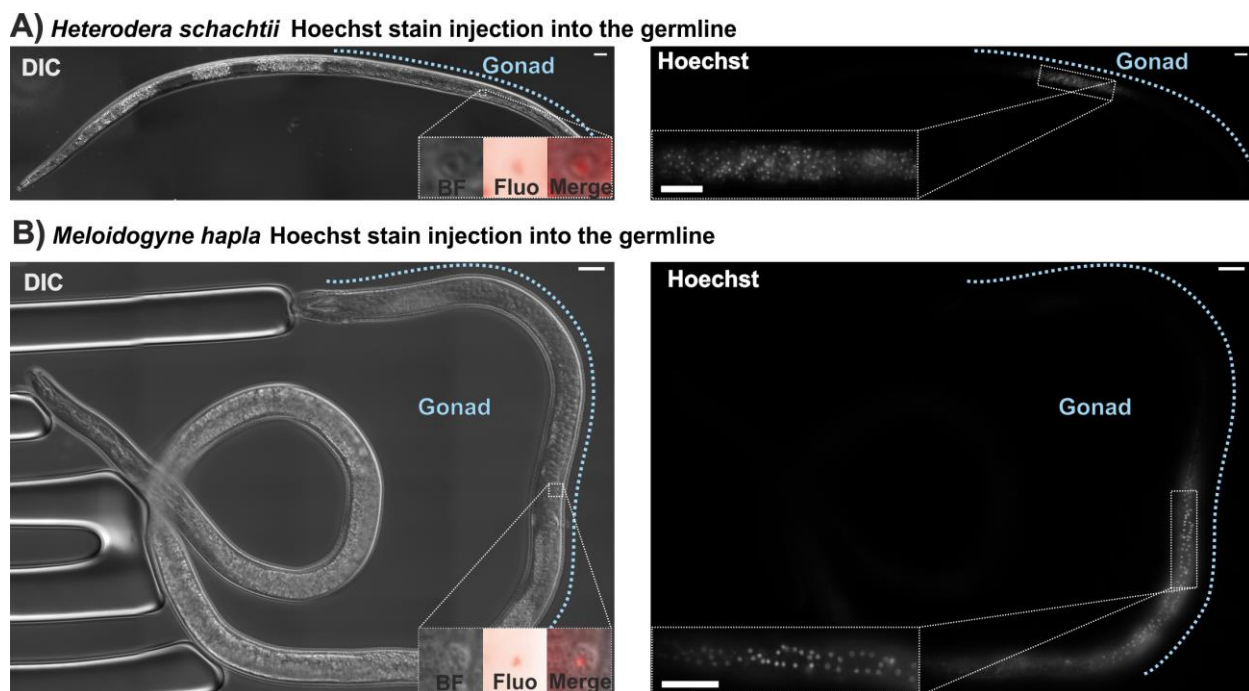 A) Heterodera schachtii Hoechst stain injection into the germline
DIC
Gonad
BF Fluo Merge
Hoechst
Gonad
B) Meloidogyne hapla Hoechst stain injection into the germline
DIC
Gonad
BF Fluo Merge
Hoechst
Gonad